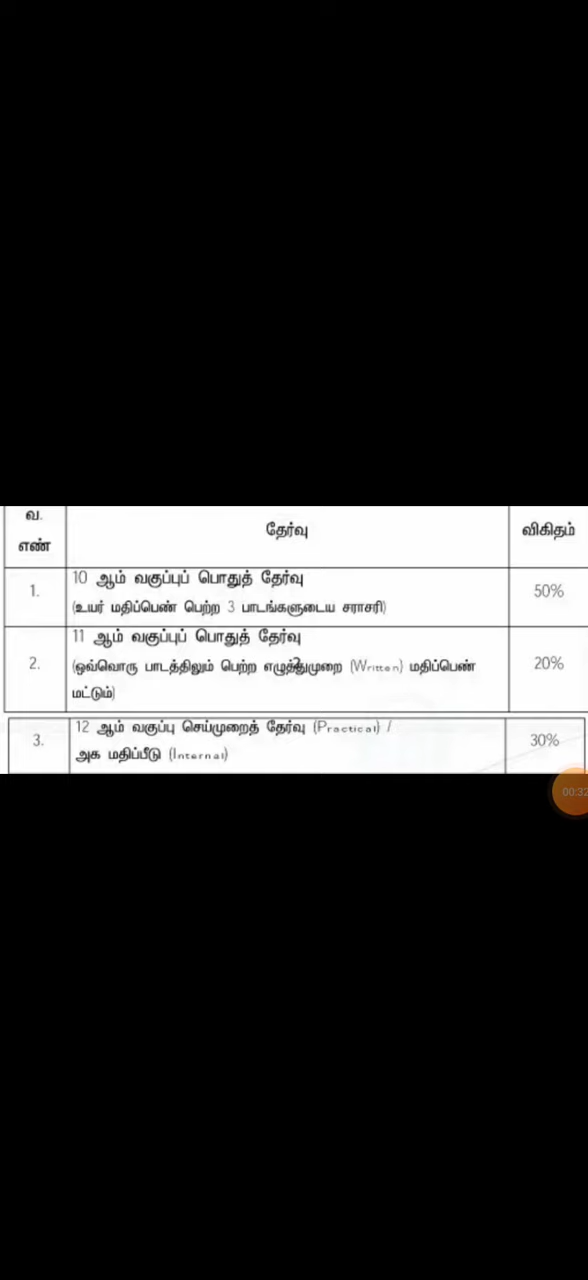 வ.
எண்
தேர்வு
விகிதம்
1.
10 ஆம் வகுப்புப் பொதுத் தேர்வு
(உயர் மதிப்பெண் பெற்ற 3 பாடங்களுடைய சராசரி)
50%
2.
11 ஆம் வகுப்புப் பொதுத் தேர்வு
(ஒவ்வொரு பாடத்திலும் பெற்ற எழுத்துமுறை (Written) மதிப்பெண்
மட்டும்)
20%
3.
12 ஆம் வகுப்பு செய்முறைத் தேர்வு (Practical) /
அக மதிப்பீடு (Internal)
30%